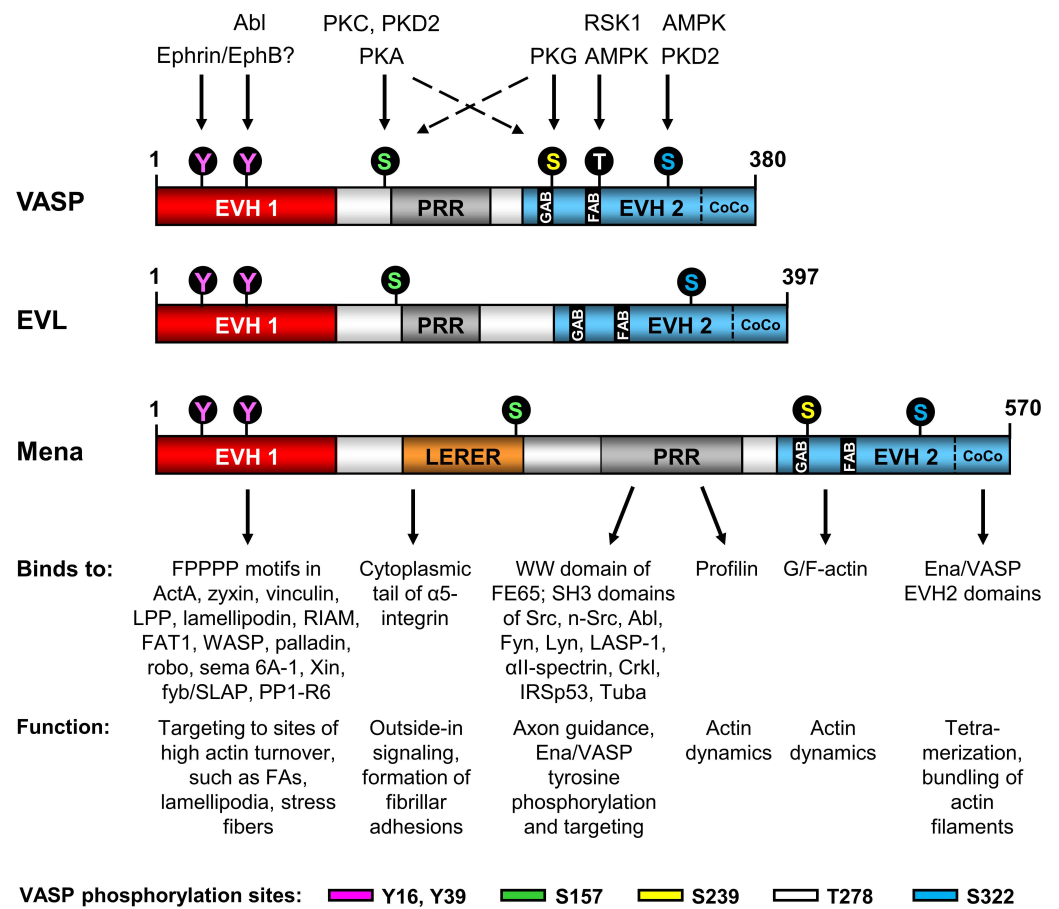 Abl
PKC, PKD2
RSK1
AMPK
Ephrin/EphB?
PKA
PKG
AMPK
PKD2
1
Y
Y
S
S
T
S
380
VASP
EVH 1
PRR
GAB
FAB
EVH 2
CoCo
1
Y
Y
S
S
397
EVL
EVH 1
PRR
GAB
FAB
EVH 2
CoCo
1
Y
Y
S
S
S
570
Mena
EVH 1
LERER
PRR
GAB
FAB
EVH 2
CoCo
Binds to:
FPPPP motifs in
ActA, zyxin, vinculin,
LPP, lamellipodin, RIAM,
FAT1, WASP, palladin,
robo, sema 6A-1, Xin,
fyb/SLAP, PP1-R6
Cytoplasmic
tail of α5-
integrin
WW domain of
FE65; SH3 domains
of Src, n-Src, Abl,
Fyn, Lyn, LASP-1,
αII-spectrin, CrkI,
IRSp53, Tuba
Profilin
G/F-actin
Ena/VASP
EVH2 domains
Function:
Targeting to sites of
high actin turnover,
such as FAs,
lamellipodia, stress
fibers
Outside-in
signaling,
formation of
fibrillar
adhesions
Axon guidance,
Ena/VASP
tyrosine
phosphorylation
and targeting
Actin
dynamics
Actin
dynamics
Tetra-
merization,
bundling of
actin
filaments
VASP phosphorylation sites:
Y16, Y39
S157
S239
T278
S322